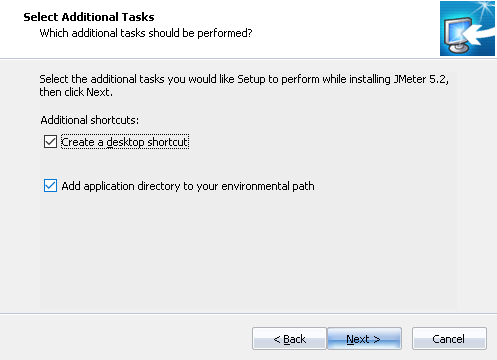 Select Additional Tasks
Which additional tasks should be performed?
Select the additional tasks you would like Setup to perform while installing JMeter 5.2,
then click Next.
Additional shortcuts:
Create a desktop shortcut
Add application directory to your environmental path
< Back
Next >
Cancel